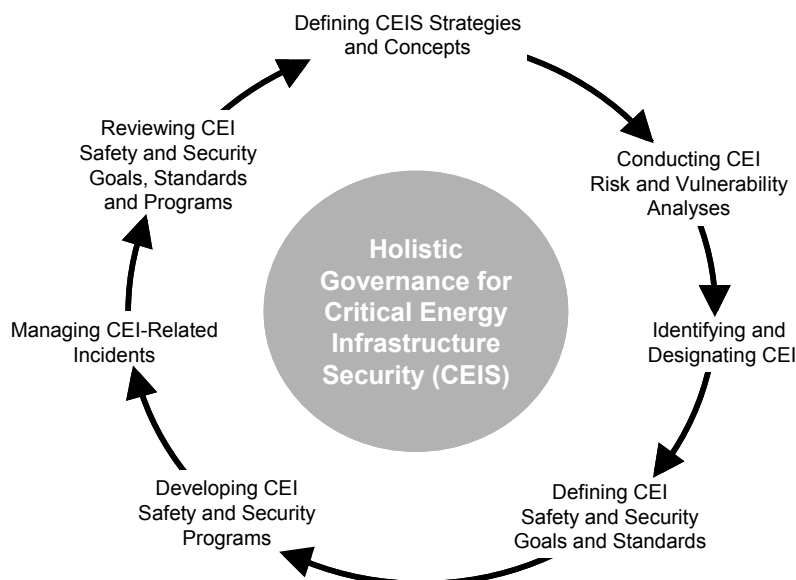 Defining CEIS Strategies
and Concepts
Conducting CEI
Risk and Vulnerability
Analyses
Identifying and
Designating CEI
Defining CEI
Safety and Security
Goals and Standards
Developing CEI
Safety and Security
Programs
Managing CEI-Related
Incidents
Reviewing CEI
Safety and Security
Goals, Standards
and Programs
Holistic
Governance for
Critical Energy
Infrastructure
Security (CEIS)